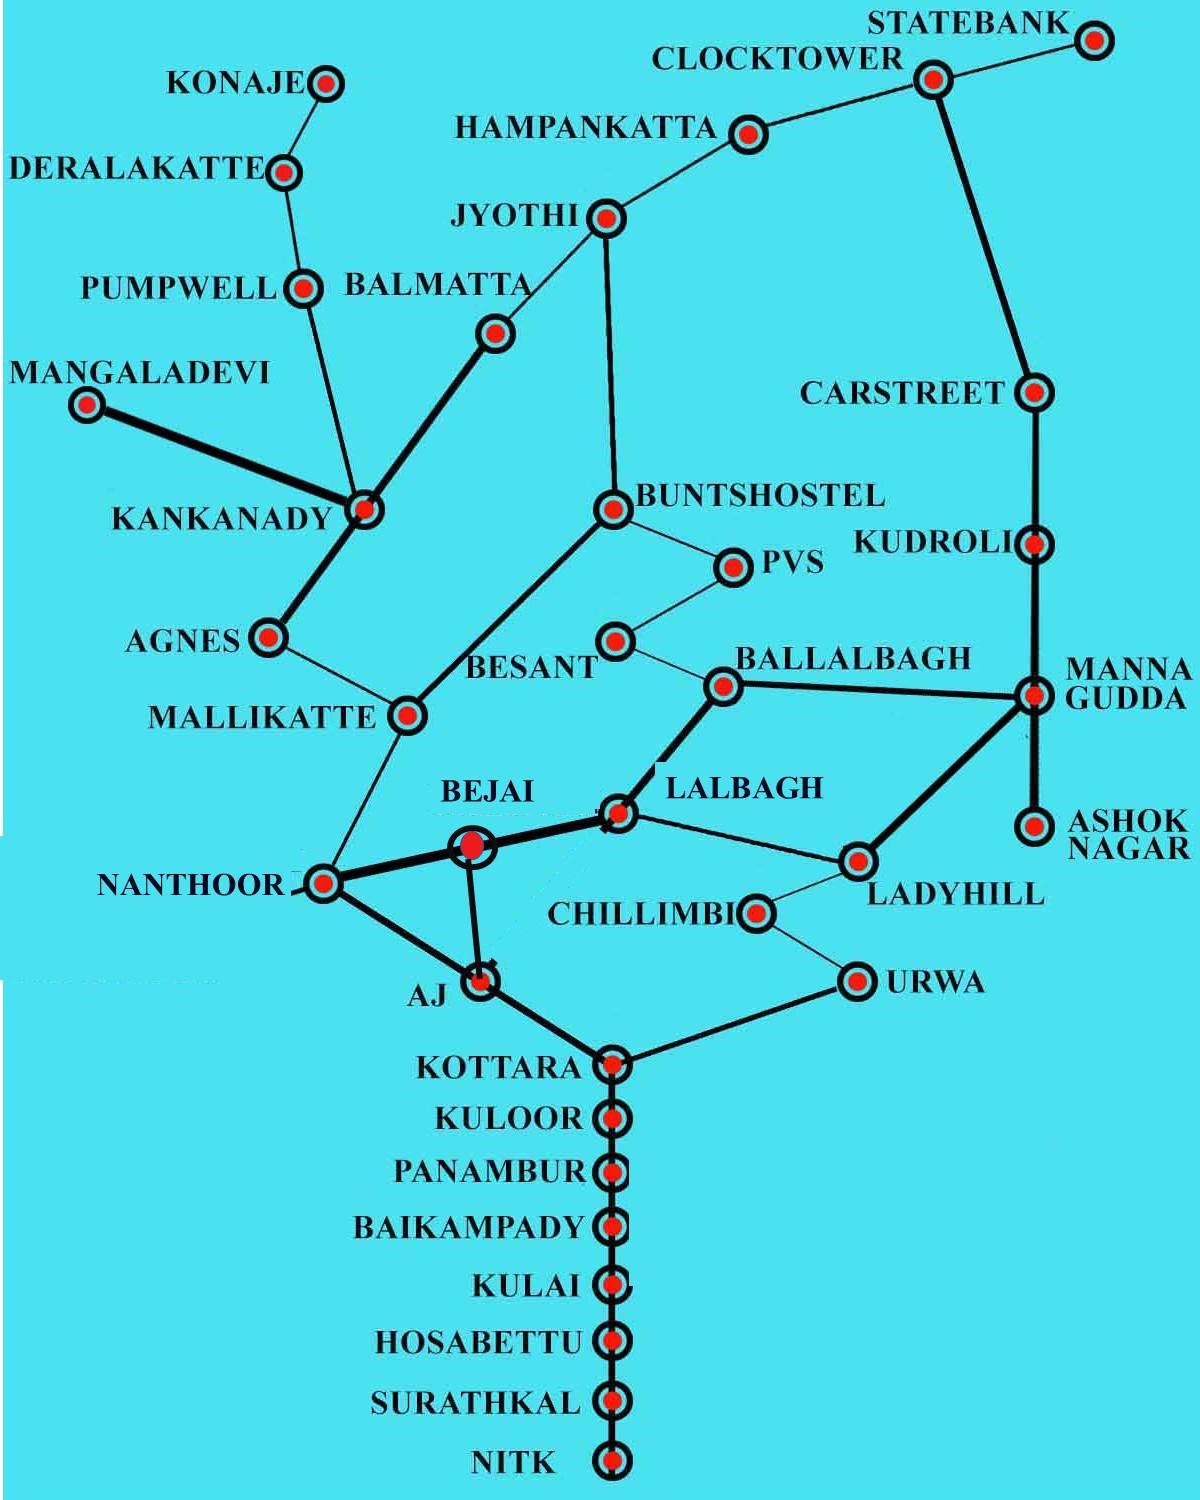 STATEBANK
CLOCKTOWER
KONAJE
HAMPANKATTA
DERALAKATTE
JYOTHI
PUMPWELL
BALMATTA
MANGALADEVI
CARSTREET
BUNTSHOSTEL
KANKANADY
KUDROLI
PVS
AGNES
BESANT
BALLALBAGH
MANNA
GUDDA
MALLIKATTE
BEJAI
LALBAGH
ASHOK
NAGAR
NANTHOOR
LADYHILL
CHILLIMBI
URWA
AJ
KOTTARA
KULOOR
PANAMBUR
BAIKAMPADY
KULAI
HOSABETTU
SURATHKAL
NITK